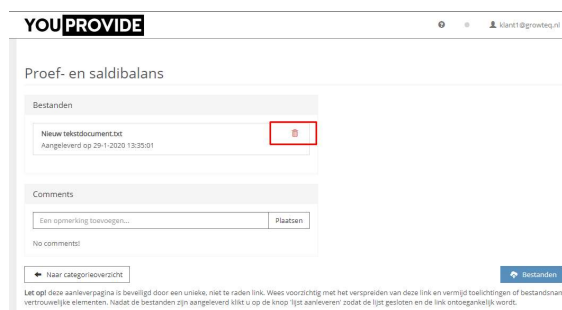 YOUPROVIDE
klant1@growteq.nl
Proef- en saldibalans
Bestanden
Nieuw tekstdocument.txt
Aangeleverd op 29-1-2020 13:35:01
Comments
Een opmerking toevoegen... Plaatsen
No comments!
Naar categorieoverzicht
Bestanden
Let op! deze aanleverpagina is beveiligd door een unieke, niet te raden link. Wees voorzichtig met het verspreiden van deze link en vermijd toelichtingen of bestandsnan
vertrouwelijke elementen. Nadat de bestanden zijn aangeleverd klikt u op de knop 'lijst aanleveren' zodat de lijst gesloten en de link ontoegankelijk wordt.